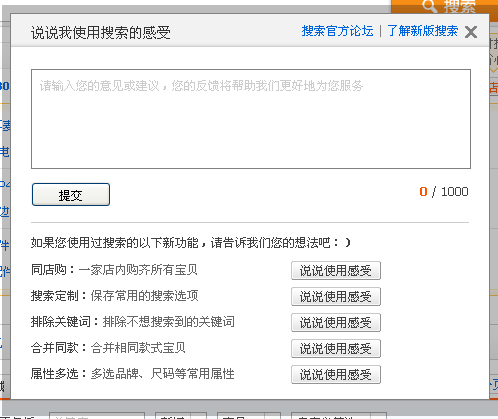 搜索
说说我使用搜索的感受
搜索官方论坛 | 了解新版搜索
请输入您的意见或建议，您的反馈将帮助我们更好地为您服务
提交
0 / 1000
如果您使用过搜索的以下新功能，请告诉我们您的想法吧：）
同店购：一家店内购齐所有宝贝
说说使用感受
搜索定制：保存常用的搜索选项
说说使用感受
排除关键词：排除不想搜索到的关键词
说说使用感受
合并同款：合并相同款式宝贝
说说使用感受
属性多选：多选品牌、尺码等常用属性
说说使用感受